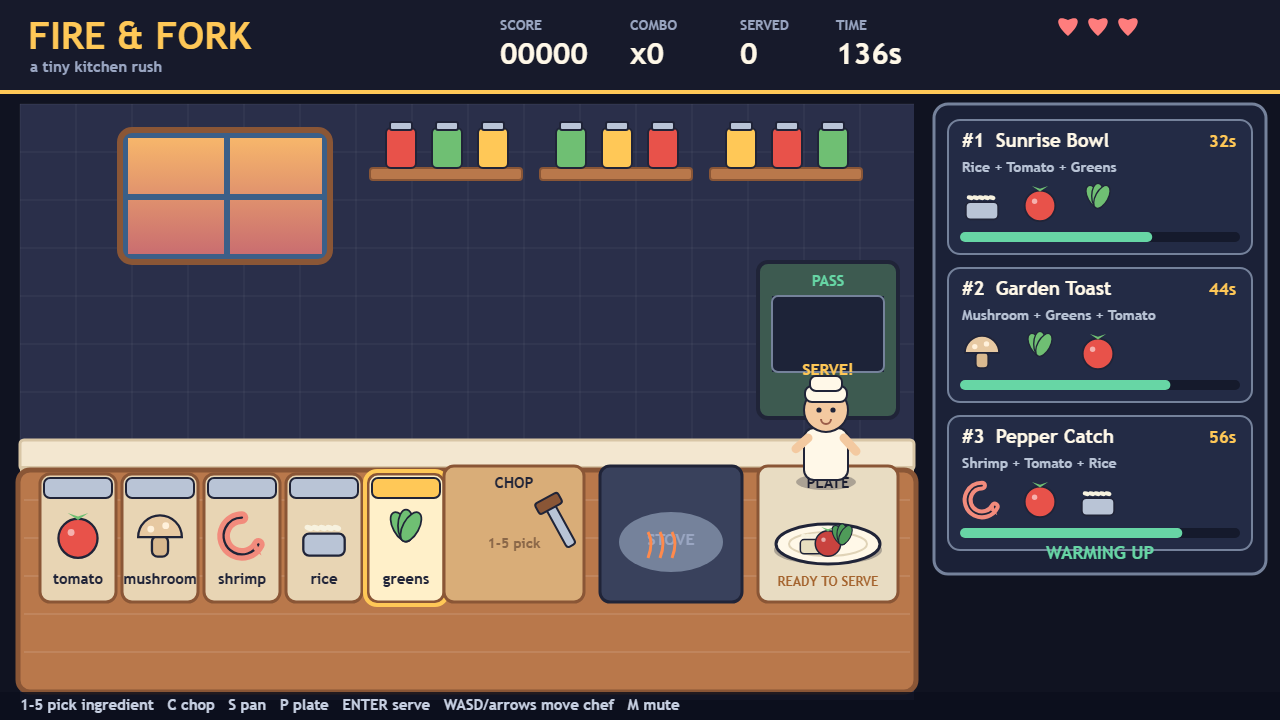 FIRE & FORK
a tiny kitchen rush
SCORE
00000
COMBO
x0
SERVED
0
TIME
136s
PASS
SERVE!
#1 Sunrise Bowl 32s
Rice + Tomato + Greens
#2 Garden Toast 44s
Mushroom + Greens + Tomato
#3 Pepper Catch 56s
Shrimp + Tomato + Rice
WARMING UP
tomato
mushroom
shrimp
rice
greens
CHOP
1-5 pick
STOVE
PLATE
READY TO SERVE
1-5 pick ingredient C chop S pan P plate ENTER serve WASD/arrows move chef M mute